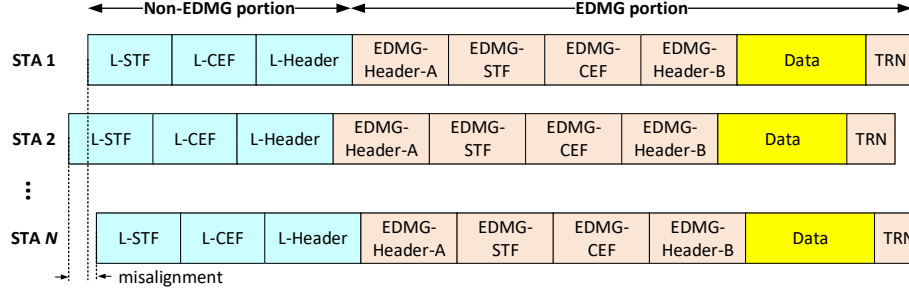 Non-EDMG portion EDMG portion
STA 1 L-STF L-CEF L-Header EDMG-Header-A EDMG-STF EDMG-CEF EDMG-Header-B Data TRN
STA 2 L-STF L-CEF L-Header EDMG-Header-A EDMG-STF EDMG-CEF EDMG-Header-B Data TRN
⋮
STA N L-STF L-CEF L-Header EDMG-Header-A EDMG-STF EDMG-CEF EDMG-Header-B Data TRN
misalignment